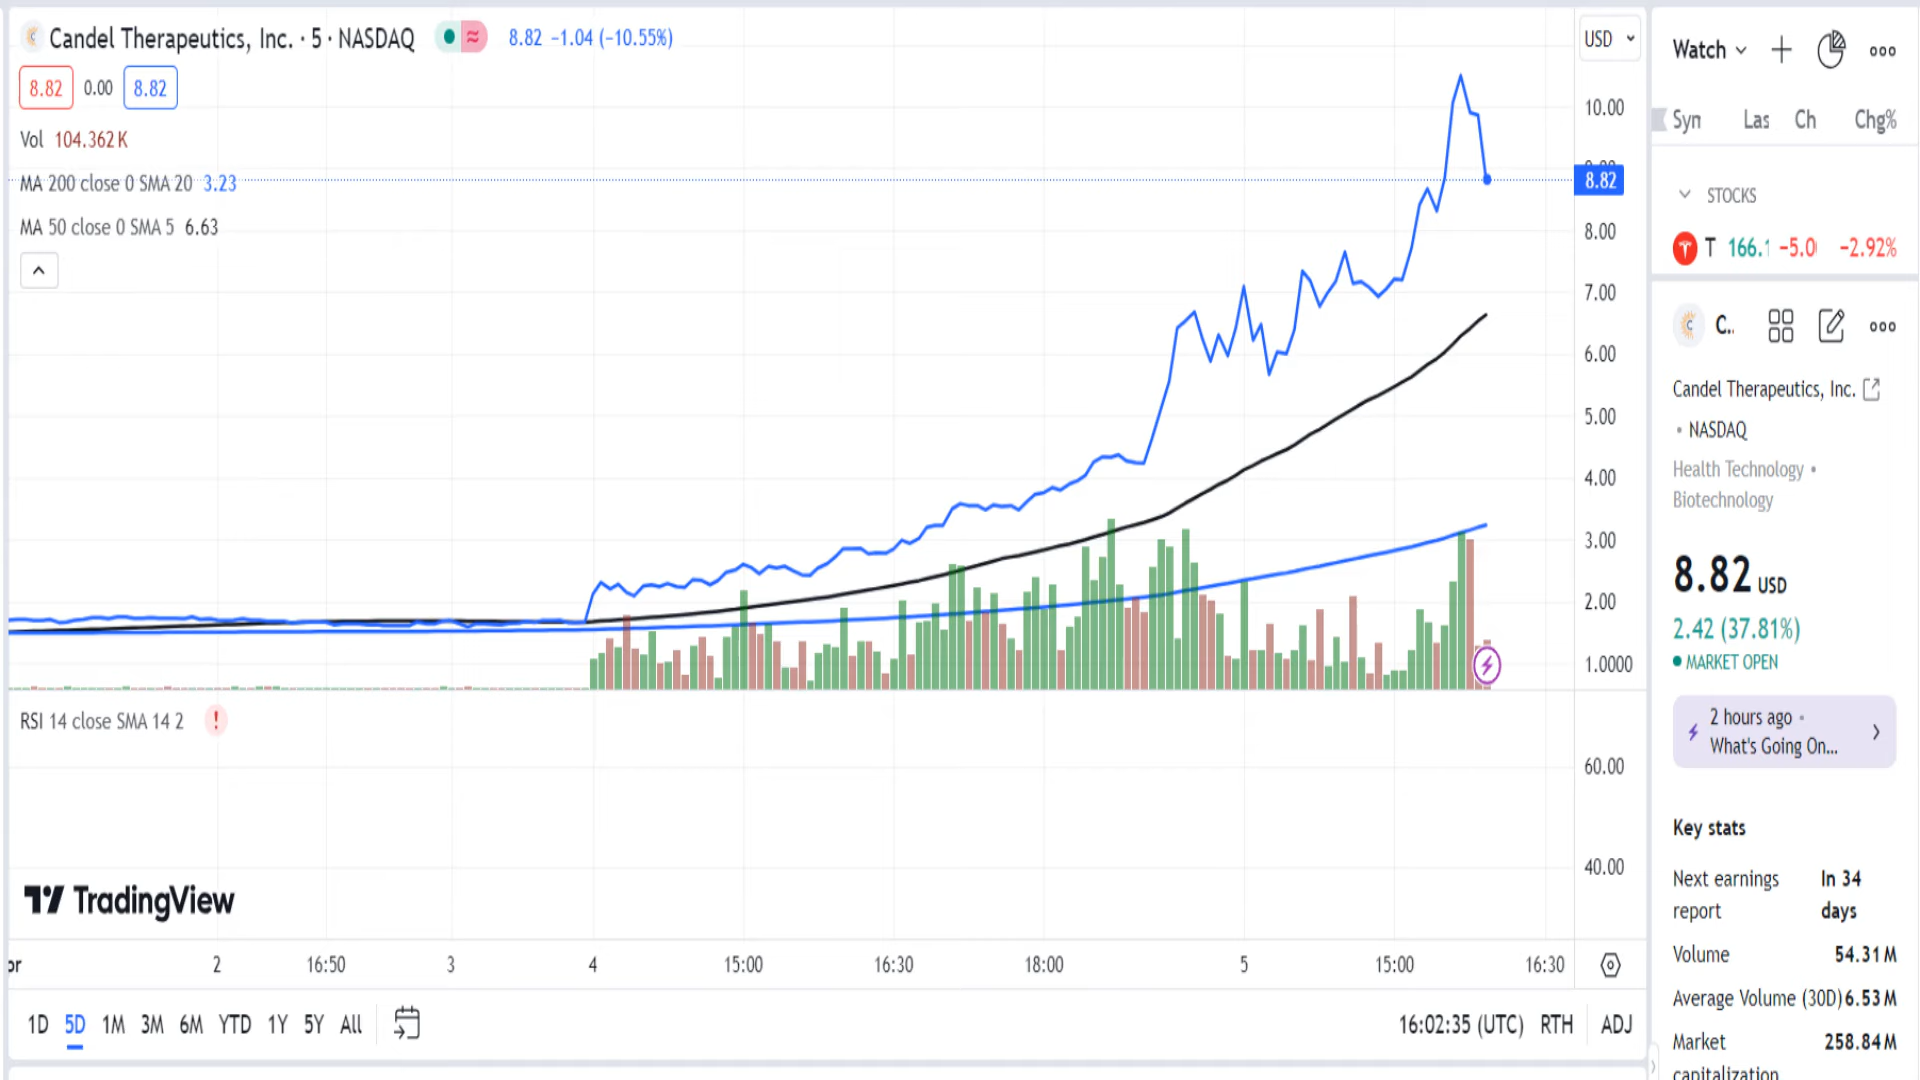 Candel Therapeutics, Inc. · 5 · NASDAQ 8.82 −1.04 (−10.55%)
8.82 0.00 8.82
Vol 104.362K
MA 200 close 0 SMA 20 3.23
MA 50 close 0 SMA 5 6.63
RSI 14 close SMA 14 2 !
TradingView
USD
10.00
8.82
8.00
7.00
6.00
5.00
4.00
3.00
2.00
1.0000
60.00
40.00
or 2 16:50 3 4 15:00 16:30 18:00 5 15:00 16:30
1D 5D 1M 3M 6M YTD 1Y 5Y All 16:02:35 (UTC) RTH ADJ
Watch
Syn Las Ch Chg%
STOCKS
T 166.1 −5.0 −2.92%
C..
Candel Therapeutics, Inc.
• NASDAQ
Health Technology •
Biotechnology
8.82 USD
2.42 (37.81%)
MARKET OPEN
2 hours ago •
What's Going On...
Key stats
Next earnings In 34
report days
Volume 54.31M
Average Volume (30D) 6.53M
Market 258.84M
capitalization